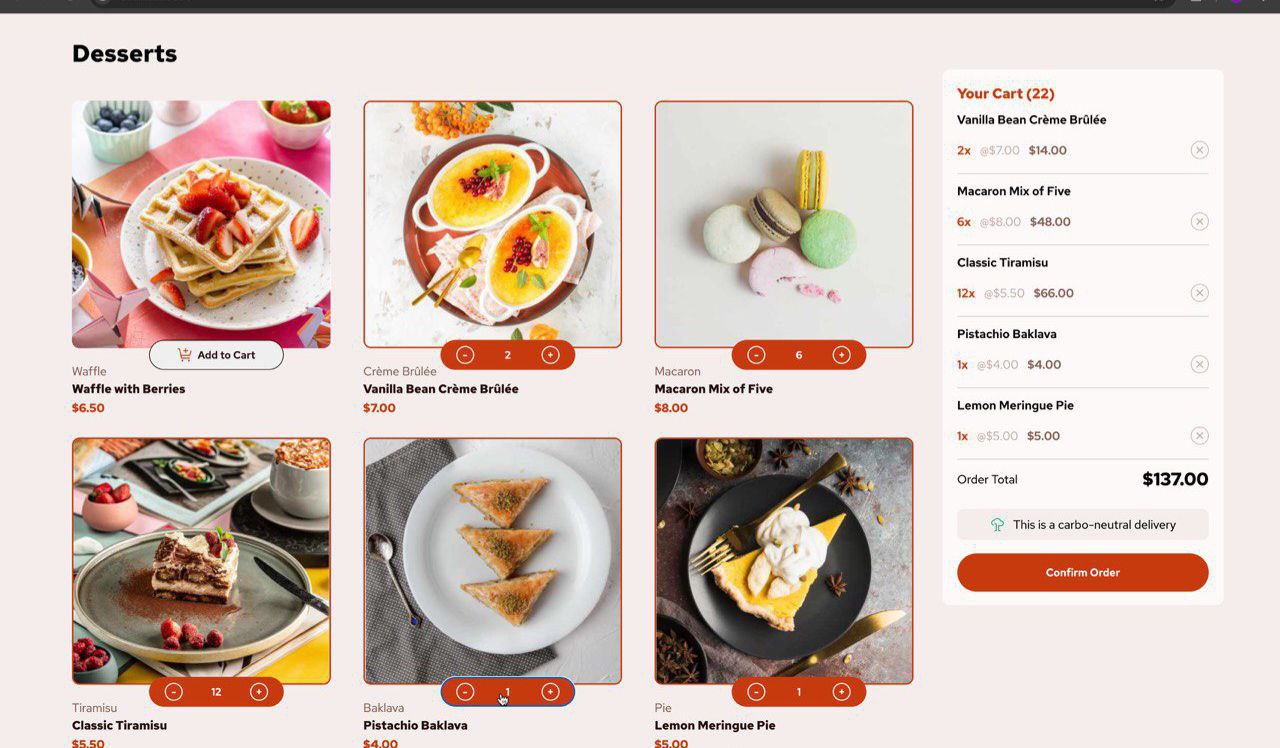 Desserts
Add to Cart
Waffle
Waffle with Berries
$6.50
- 2 +
Crème Brûlée
Vanilla Bean Crème Brûlée
$7.00
- 6 +
Macaron
Macaron Mix of Five
$8.00
- 12 +
Tiramisu
Classic Tiramisu
$5.50
- 1 +
Baklava
Pistachio Baklava
$4.00
- 1 +
Pie
Lemon Meringue Pie
$5.00
Your Cart (22)
Vanilla Bean Crème Brûlée
2x @$7.00 $14.00
Macaron Mix of Five
6x @$8.00 $48.00
Classic Tiramisu
12x @$5.50 $66.00
Pistachio Baklava
1x @$4.00 $4.00
Lemon Meringue Pie
1x @$5.00 $5.00
Order Total $137.00
This is a carbo-neutral delivery
Confirm Order